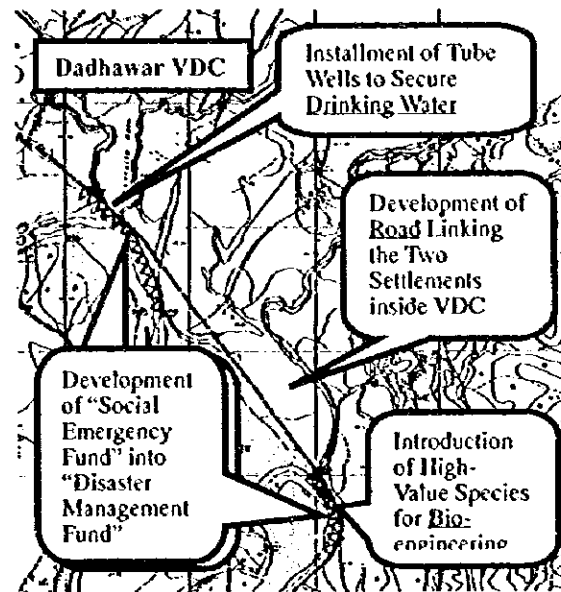 Dadhawar VDC
Installment of Tube
Wells to Secure
Drinking Water
Development of
Road Linking
the Two
Settlements
inside VDC
Development
of "Social
Emergency
Fund" into
"Disaster
Management
Fund"
Introduction
of High-
Value Species
for Bio-
engineering